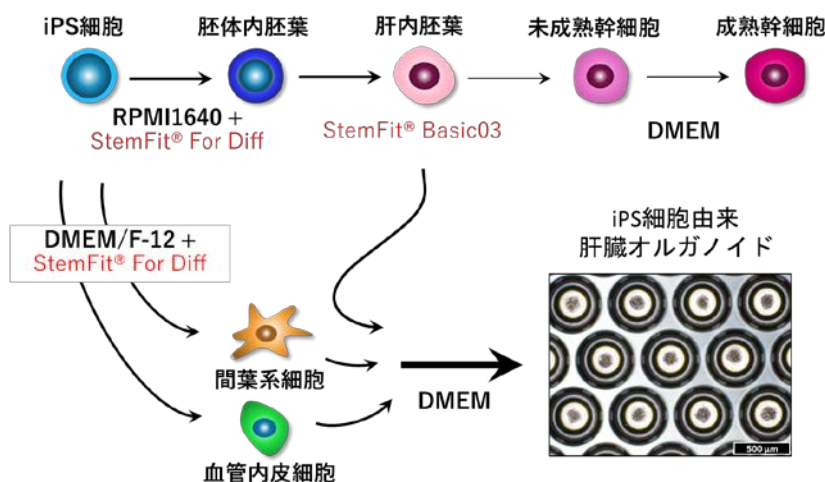 iPS細胞
胚体内胚葉
肝内胚葉
未成熟幹細胞
成熟幹細胞
RPMI1640 +
StemFit® For Diff
StemFit® Basic03
DMEM
DMEM/F-12 +
StemFit® For Diff
iPS細胞由来
肝臓オルガノイド
間葉系細胞
DMEM
血管内皮細胞
500 μm